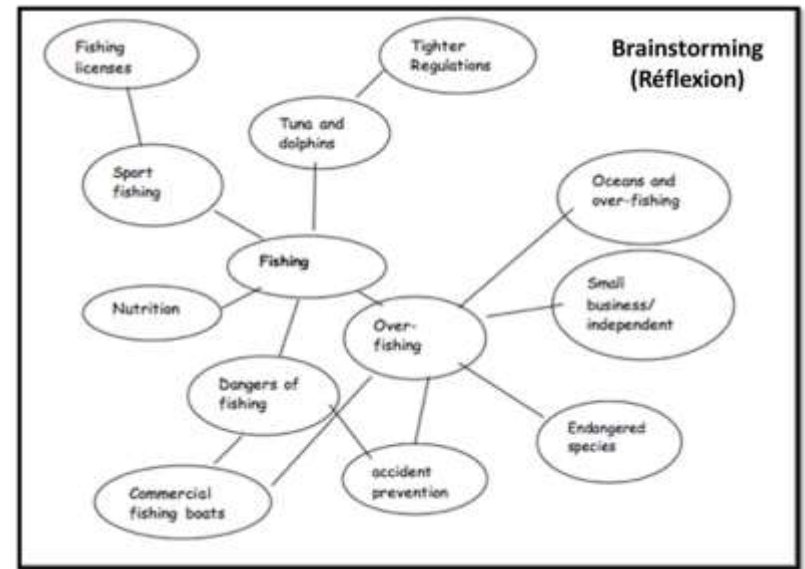 Fishing
licenses
Tighter
Regulations
Brainstorming
(Réflexion)
Tuna and
dolphins
Sport
fishing
Oceans and
over-fishing
Fishing
Small
business/
independent
Nutrition
Over-
fishing
Dangers of
fishing
Endangered
species
accident
prevention
Commercial
fishing boats